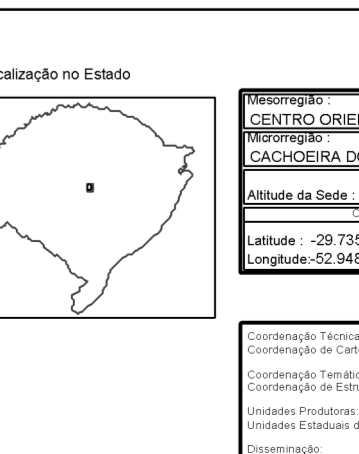 calização no Estado
Mesorregião :
CENTRO ORIE
Microrregião :
CACHOEIRA DO
Altitude da Sede :
Latitude : -29.735
Longitude:-52.948
Coordenação Técnica
Coordenação de Cart
Coordenação Temátic
Coordenação de Estru
Unidades Produtoras:
Unidades Estaduais d
Disseminação: